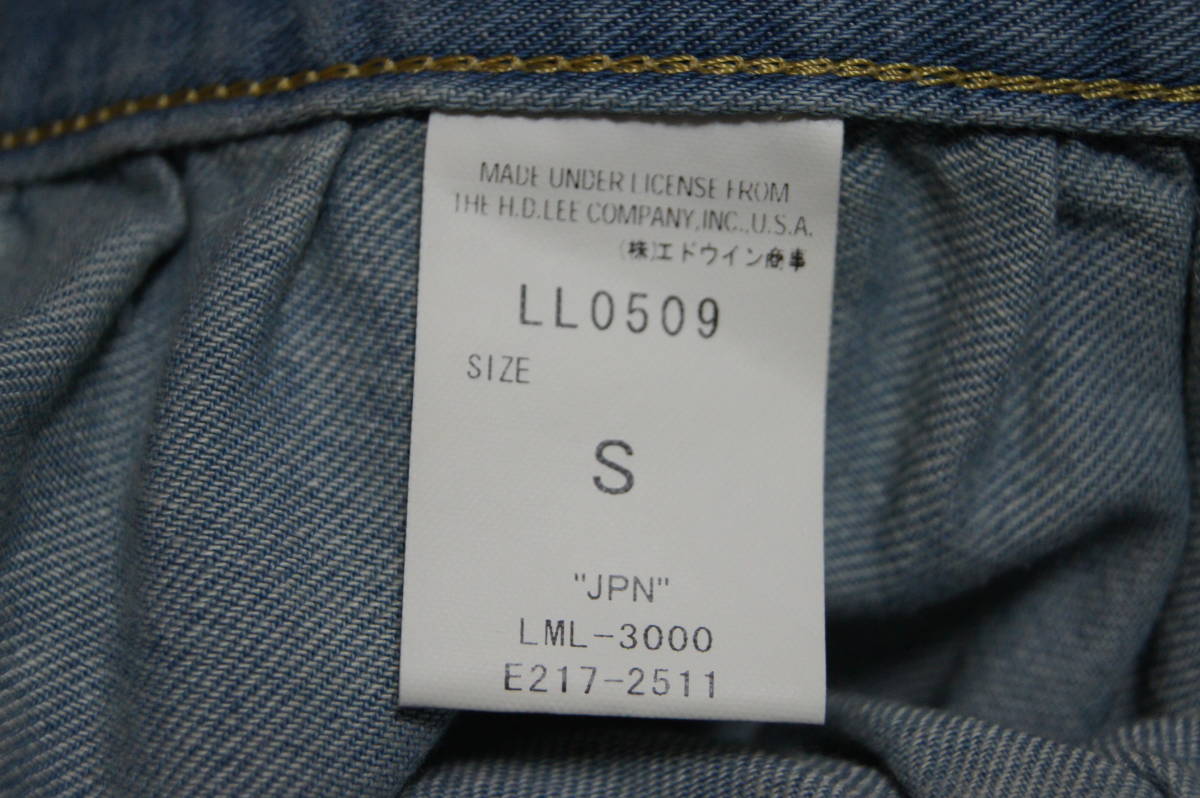 MADE UNDER LICENSE FROM
THE H.D.LEE COMPANY,INC.,U.S.A.
(株)エドウイン商事
LL0509
SIZE
S
"JPN"
LML-3000
E217-2511